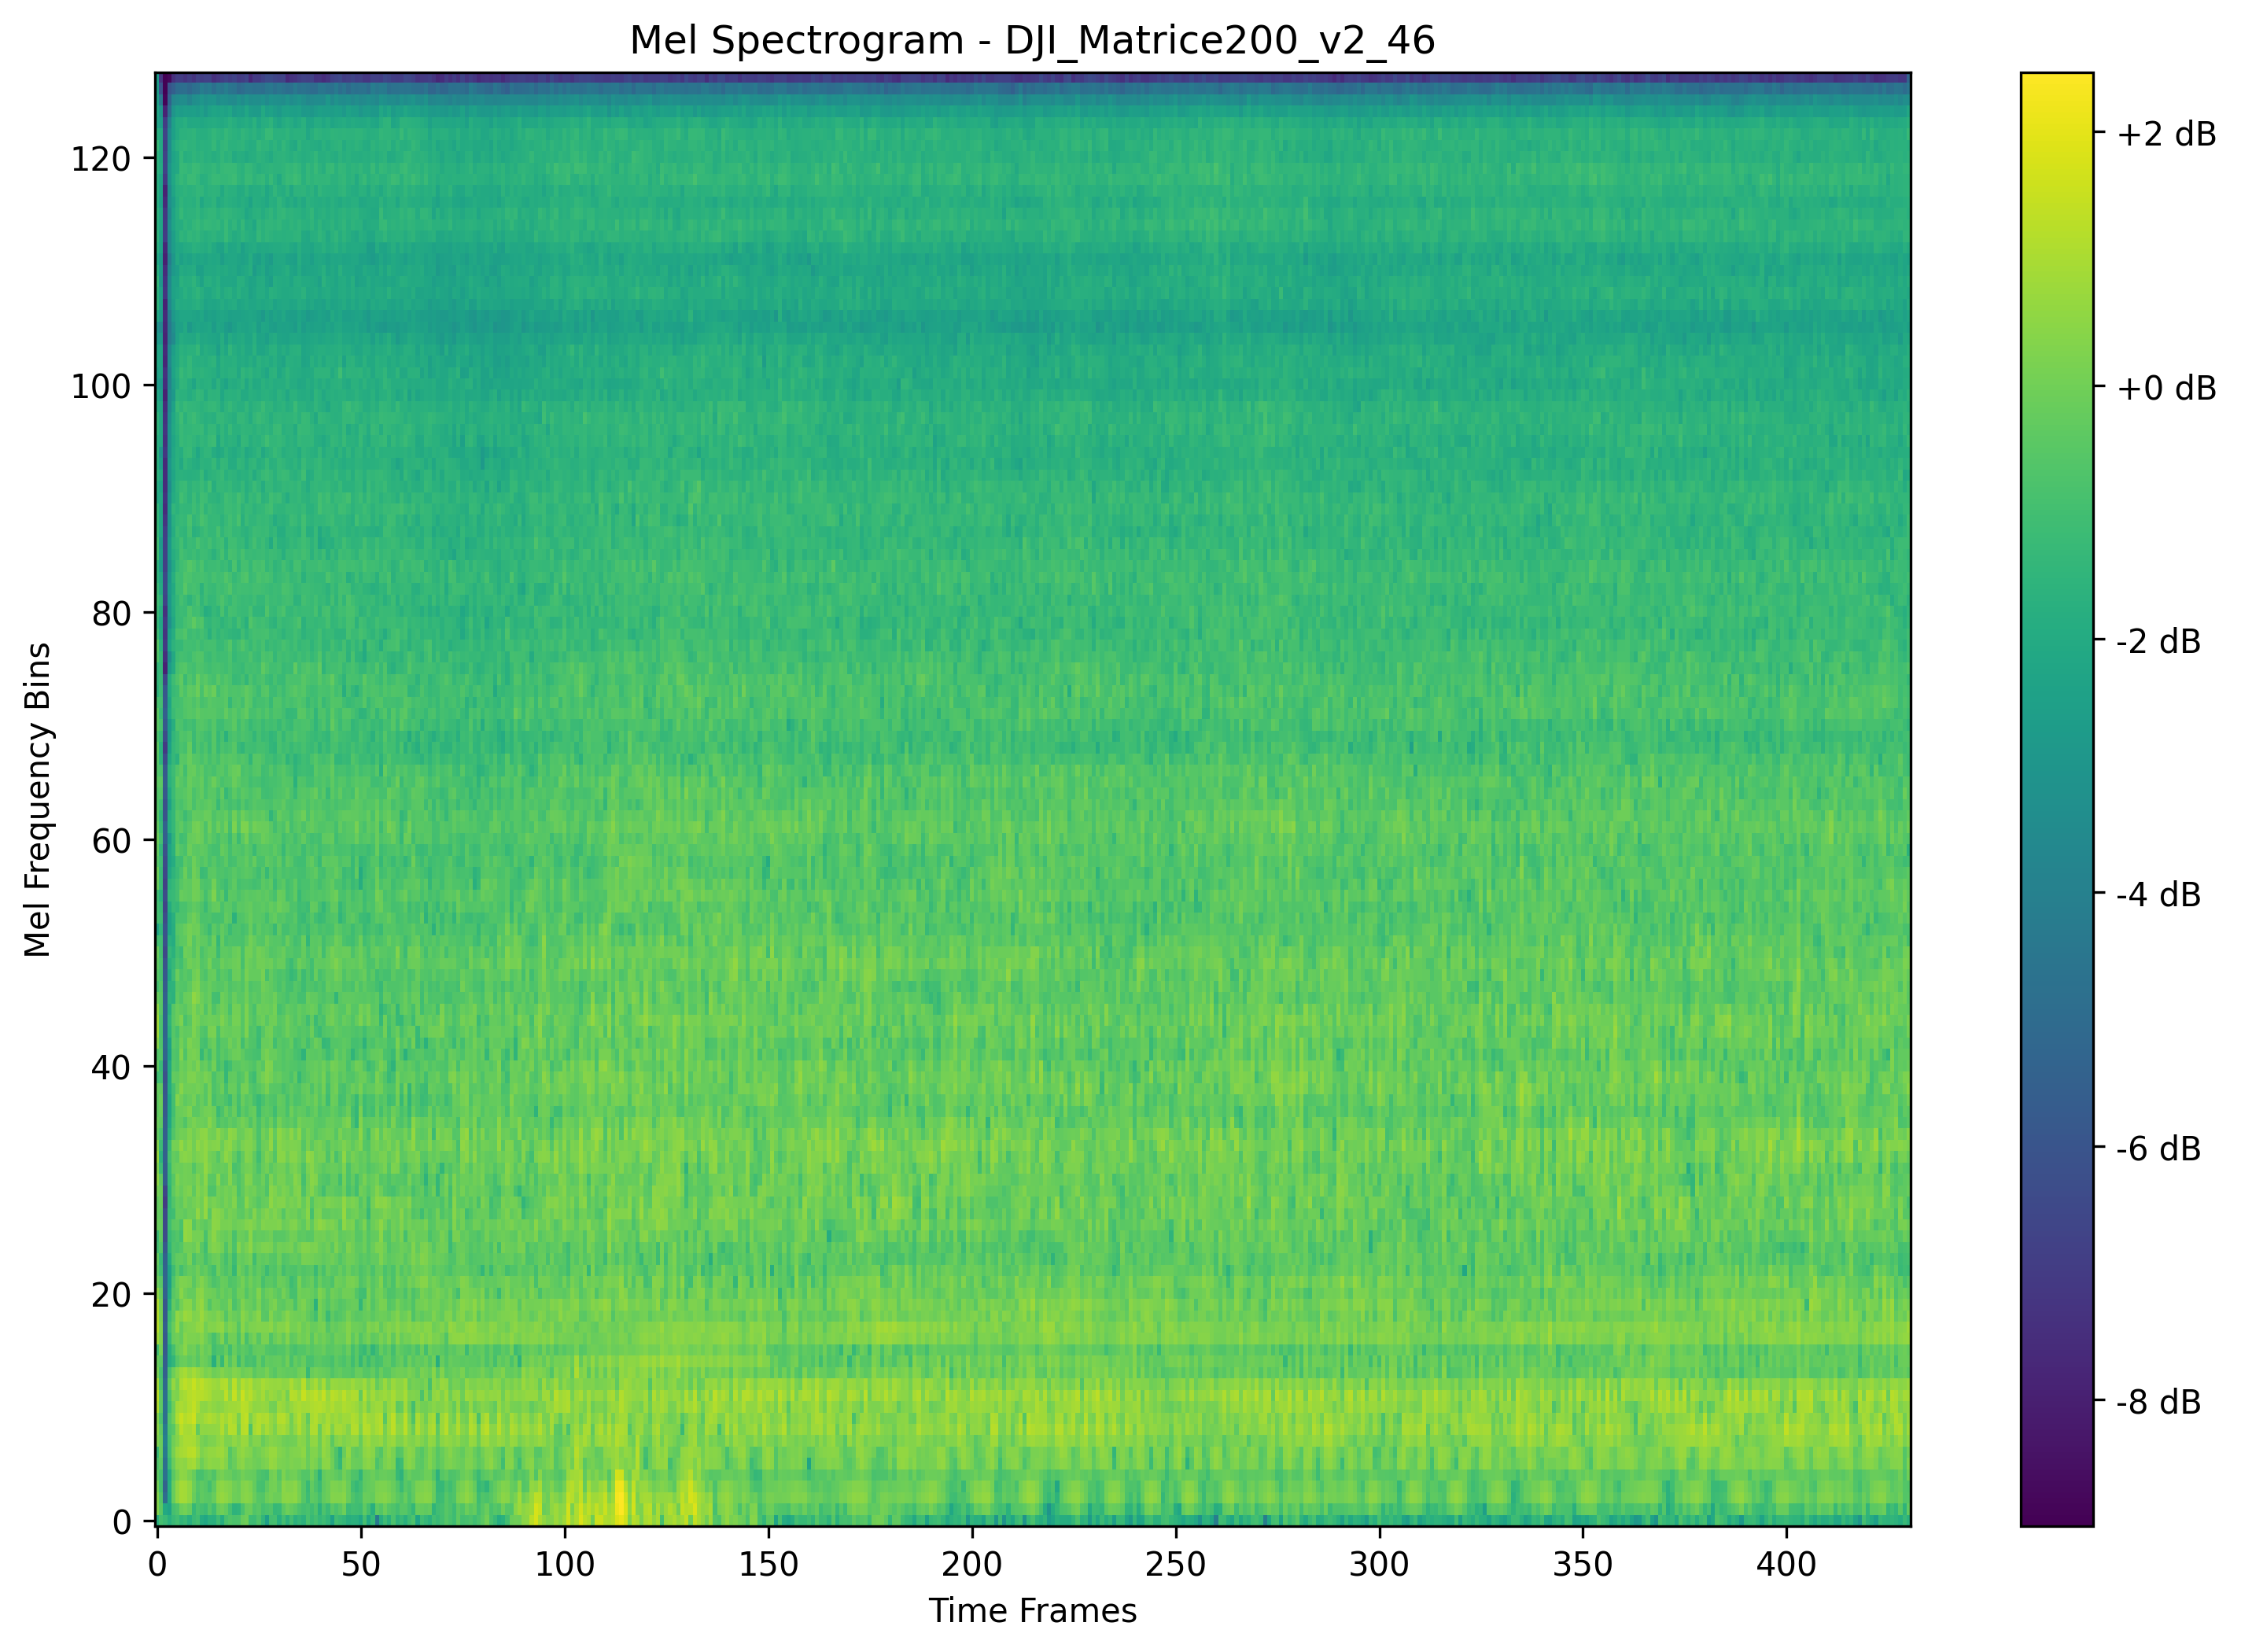 Mel Spectrogram - DJI_Matrice200_v2_46
Mel Frequency Bins
120
100
80
60
40
20
0
0 50 100 150 200 250 300 350 400
Time Frames
+2 dB
+0 dB
-2 dB
-4 dB
-6 dB
-8 dB